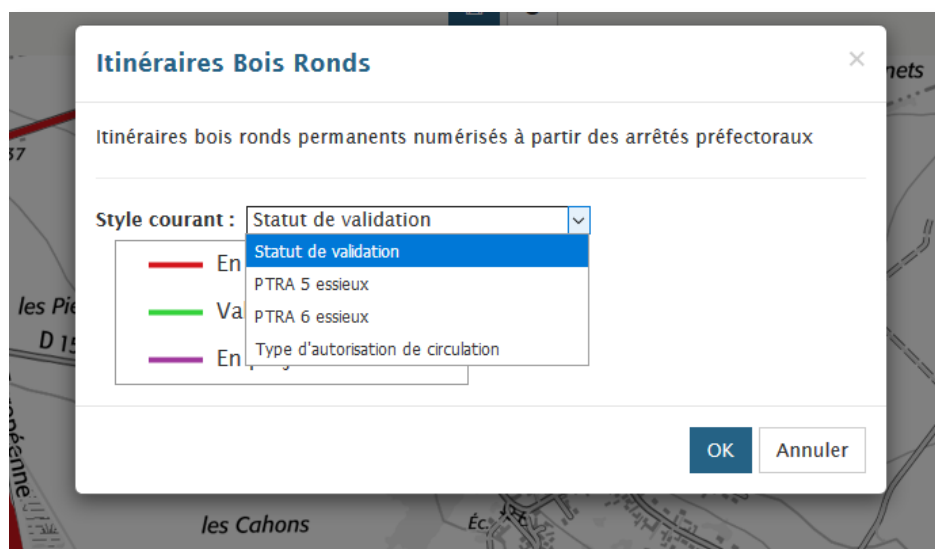 Itinéraires Bois Ronds
×
nets
37
Itinéraires bois ronds permanents numérisés à partir des arrêtés préfectoraux
Style courant : Statut de validation
Statut de validation
En
PTRA 5 essieux
Val
PTRA 6 essieux
En
Type d'autorisation de circulation
les Pie
D 15
OK
Annuler
opéenne
les Cahons
Éc.